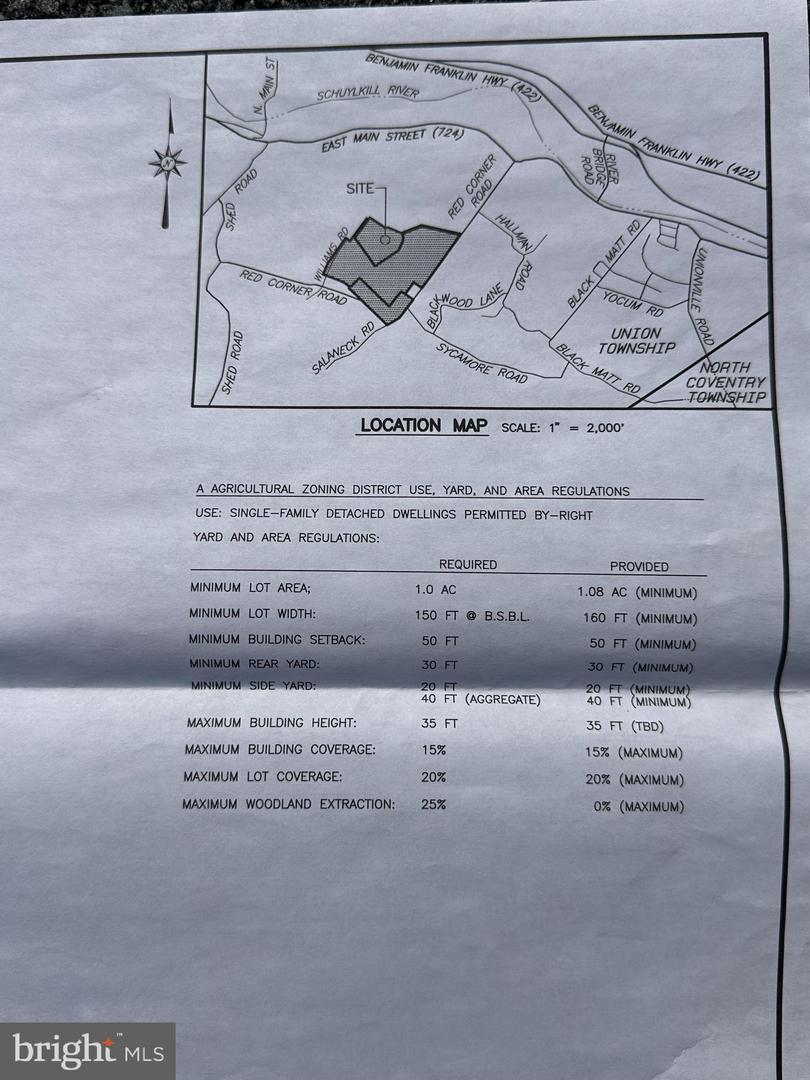 BENJAMIN FRANKLIN HWY (422)
N. MAIN ST
SCHUYLKILL RIVER
EAST MAIN STREET (724)
BENJAMIN FRANKLIN HWY (422)
RIVER
BRIDGE
ROAD
N
SHED ROAD
SITE
RED CORNER
ROAD
HALLMAN
ROAD
WILLIAMS RD
BLACK MATT RD
UNIONVILLE ROAD
RED CORNER ROAD
BLACKWOOD LANE
YOCUM RD
SHED ROAD
SALANECK RD
SYCAMORE ROAD
BLACK MATT RD
UNION
TOWNSHIP
NORTH
COVENTRY
TOWNSHIP
LOCATION MAP SCALE: 1" = 2,000'
A AGRICULTURAL ZONING DISTRICT USE, YARD, AND AREA REGULATIONS
USE: SINGLE-FAMILY DETACHED DWELLINGS PERMITTED BY-RIGHT
YARD AND AREA REGULATIONS:
REQUIRED PROVIDED
MINIMUM LOT AREA; 1.0 AC 1.08 AC (MINIMUM)
MINIMUM LOT WIDTH: 150 FT @ B.S.B.L. 160 FT (MINIMUM)
MINIMUM BUILDING SETBACK: 50 FT 50 FT (MINIMUM)
MINIMUM REAR YARD: 30 FT 30 FT (MINIMUM)
MINIMUM SIDE YARD: 20 FT 20 FT (MINIMUM)
40 FT (AGGREGATE) 40 FT (MINIMUM)
MAXIMUM BUILDING HEIGHT: 35 FT 35 FT (TBD)
MAXIMUM BUILDING COVERAGE: 15% 15% (MAXIMUM)
MAXIMUM LOT COVERAGE: 20% 20% (MAXIMUM)
MAXIMUM WOODLAND EXTRACTION: 25% 0% (MAXIMUM)
bright™ MLS